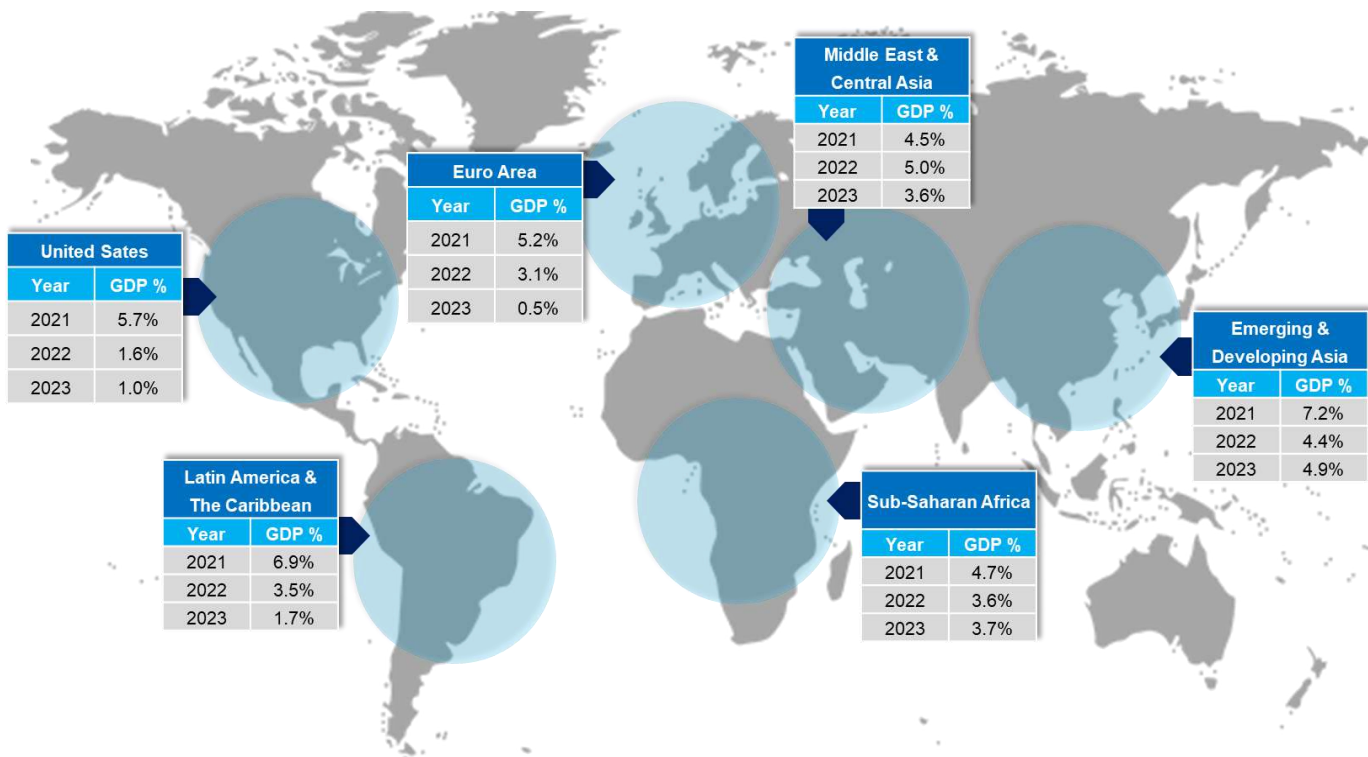 Middle East &
Central Asia
Year GDP %
2021 4.5%
2022 5.0%
2023 3.6%
Euro Area
Year GDP %
2021 5.2%
2022 3.1%
2023 0.5%
United Sates
Year GDP %
2021 5.7%
2022 1.6%
2023 1.0%
Emerging &
Developing Asia
Year GDP %
2021 7.2%
2022 4.4%
2023 4.9%
Latin America &
The Caribbean
Year GDP %
2021 6.9%
2022 3.5%
2023 1.7%
Sub-Saharan Africa
Year GDP %
2021 4.7%
2022 3.6%
2023 3.7%